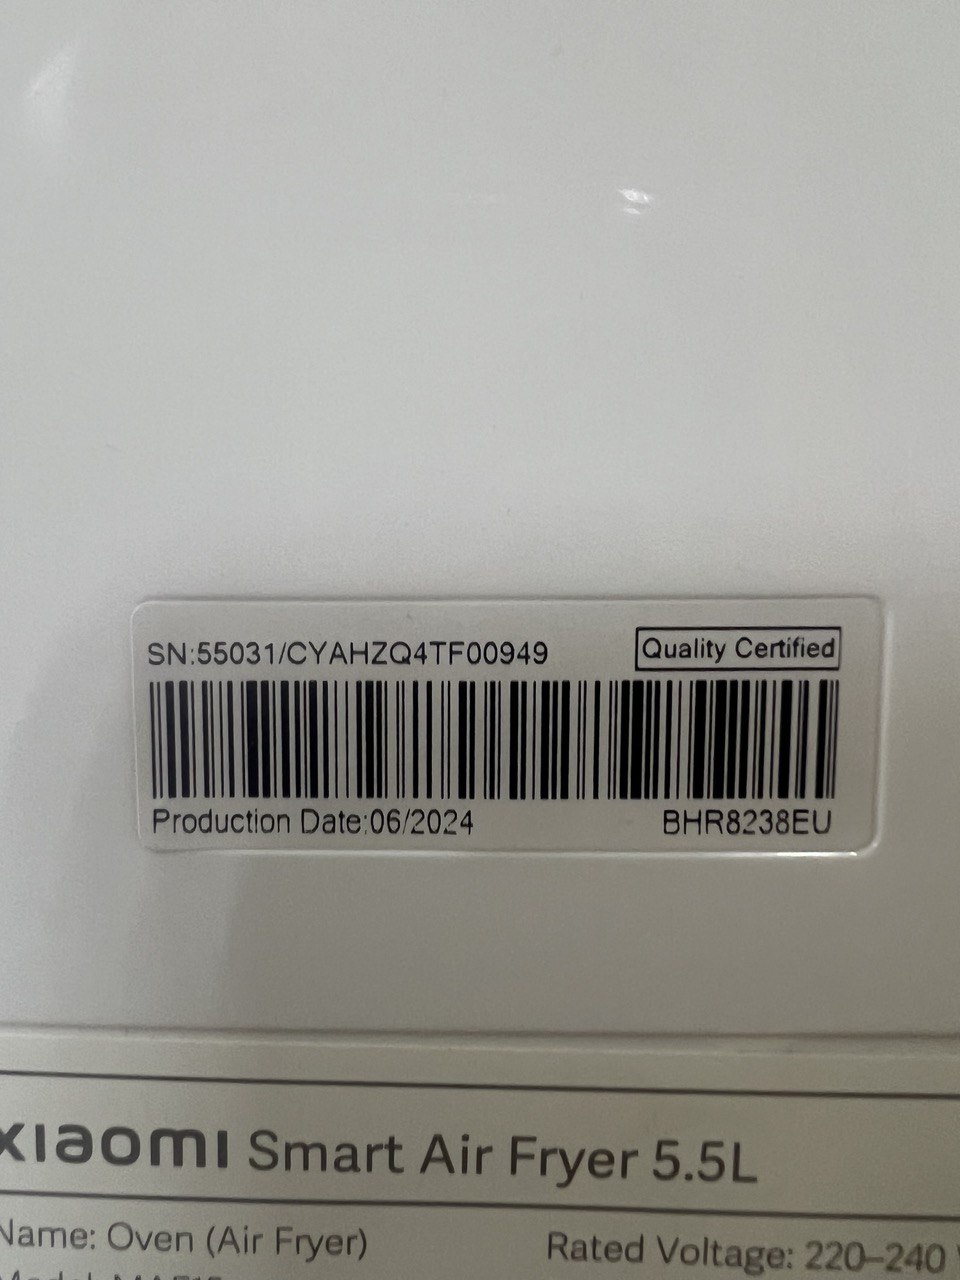 SN:55031/CYAHZQ4TF00949
Quality Certified
Production Date:06/2024
BHR8238EU
xiaomi Smart Air Fryer 5.5L
Name: Oven (Air Fryer)
Rated Voltage: 220–240